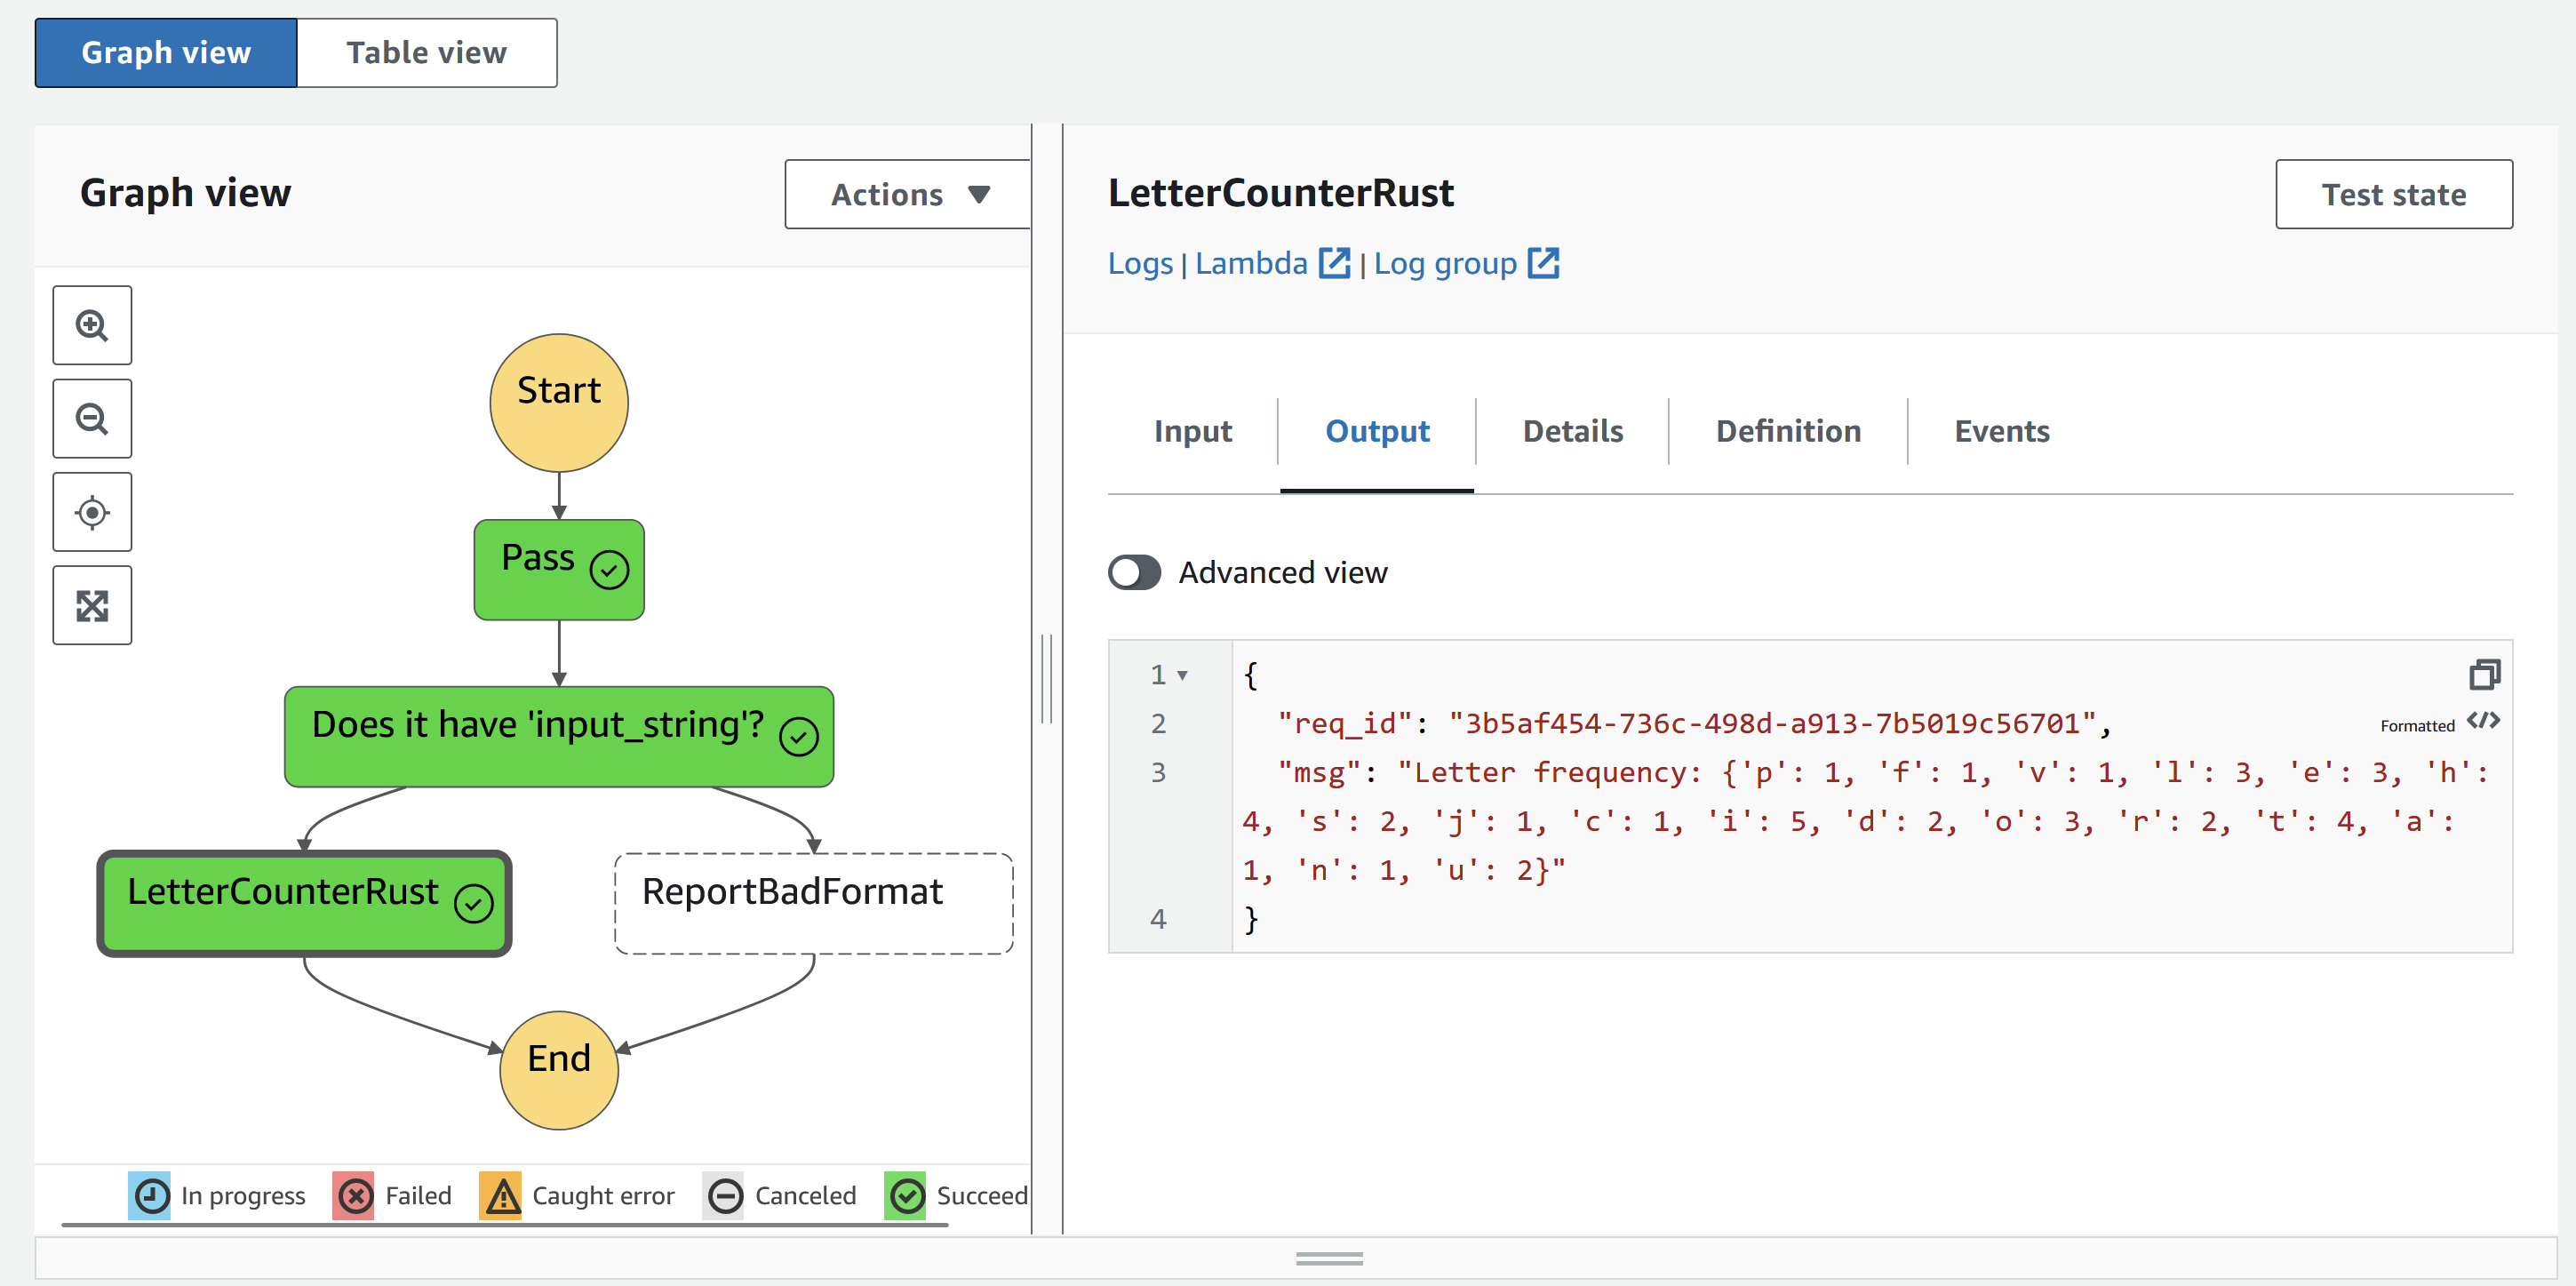 Graph view
Table view
Graph view
Actions
Start
Pass
Does it have 'input_string'?
LetterCounterRust
ReportBadFormat
End
In progress
Failed
Caught error
Canceled
Succeed
LetterCounterRust
Test state
Logs | Lambda | Log group
Input
Output
Details
Definition
Events
Advanced view
Formatted
1 {
2 "req_id": "3b5af454-736c-498d-a913-7b5019c56701",
3 "msg": "Letter frequency: {'p': 1, 'f': 1, 'v': 1, 'l': 3, 'e': 3, 'h':
4, 's': 2, 'j': 1, 'c': 1, 'i': 5, 'd': 2, 'o': 3, 'r': 2, 't': 4, 'a':
1, 'n': 1, 'u': 2}"
4 }